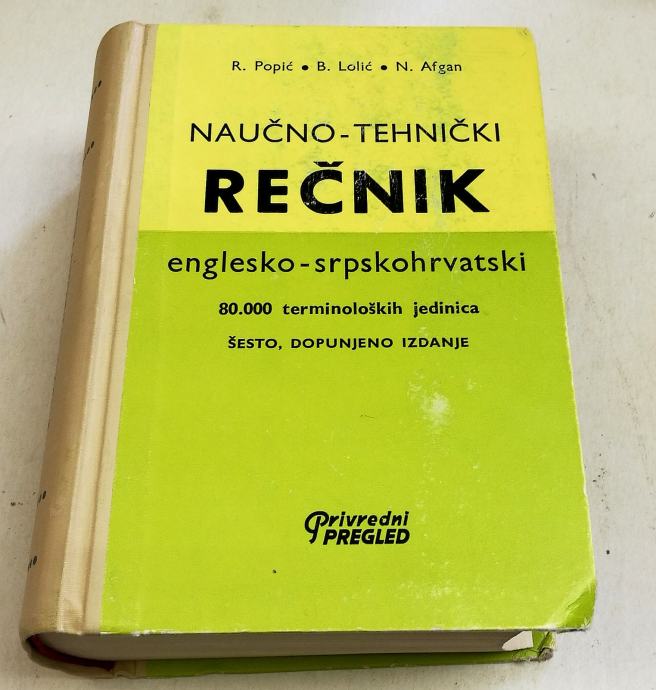 R. Popić • B. Lolić • N. Afgan
NAUČNO-TEHNIČKI
REČNIK
englesko-srpskohrvatski
80.000 terminoloških jedinica
ŠESTO, DOPUNJENO IZDANJE
Privredni
PREGLED